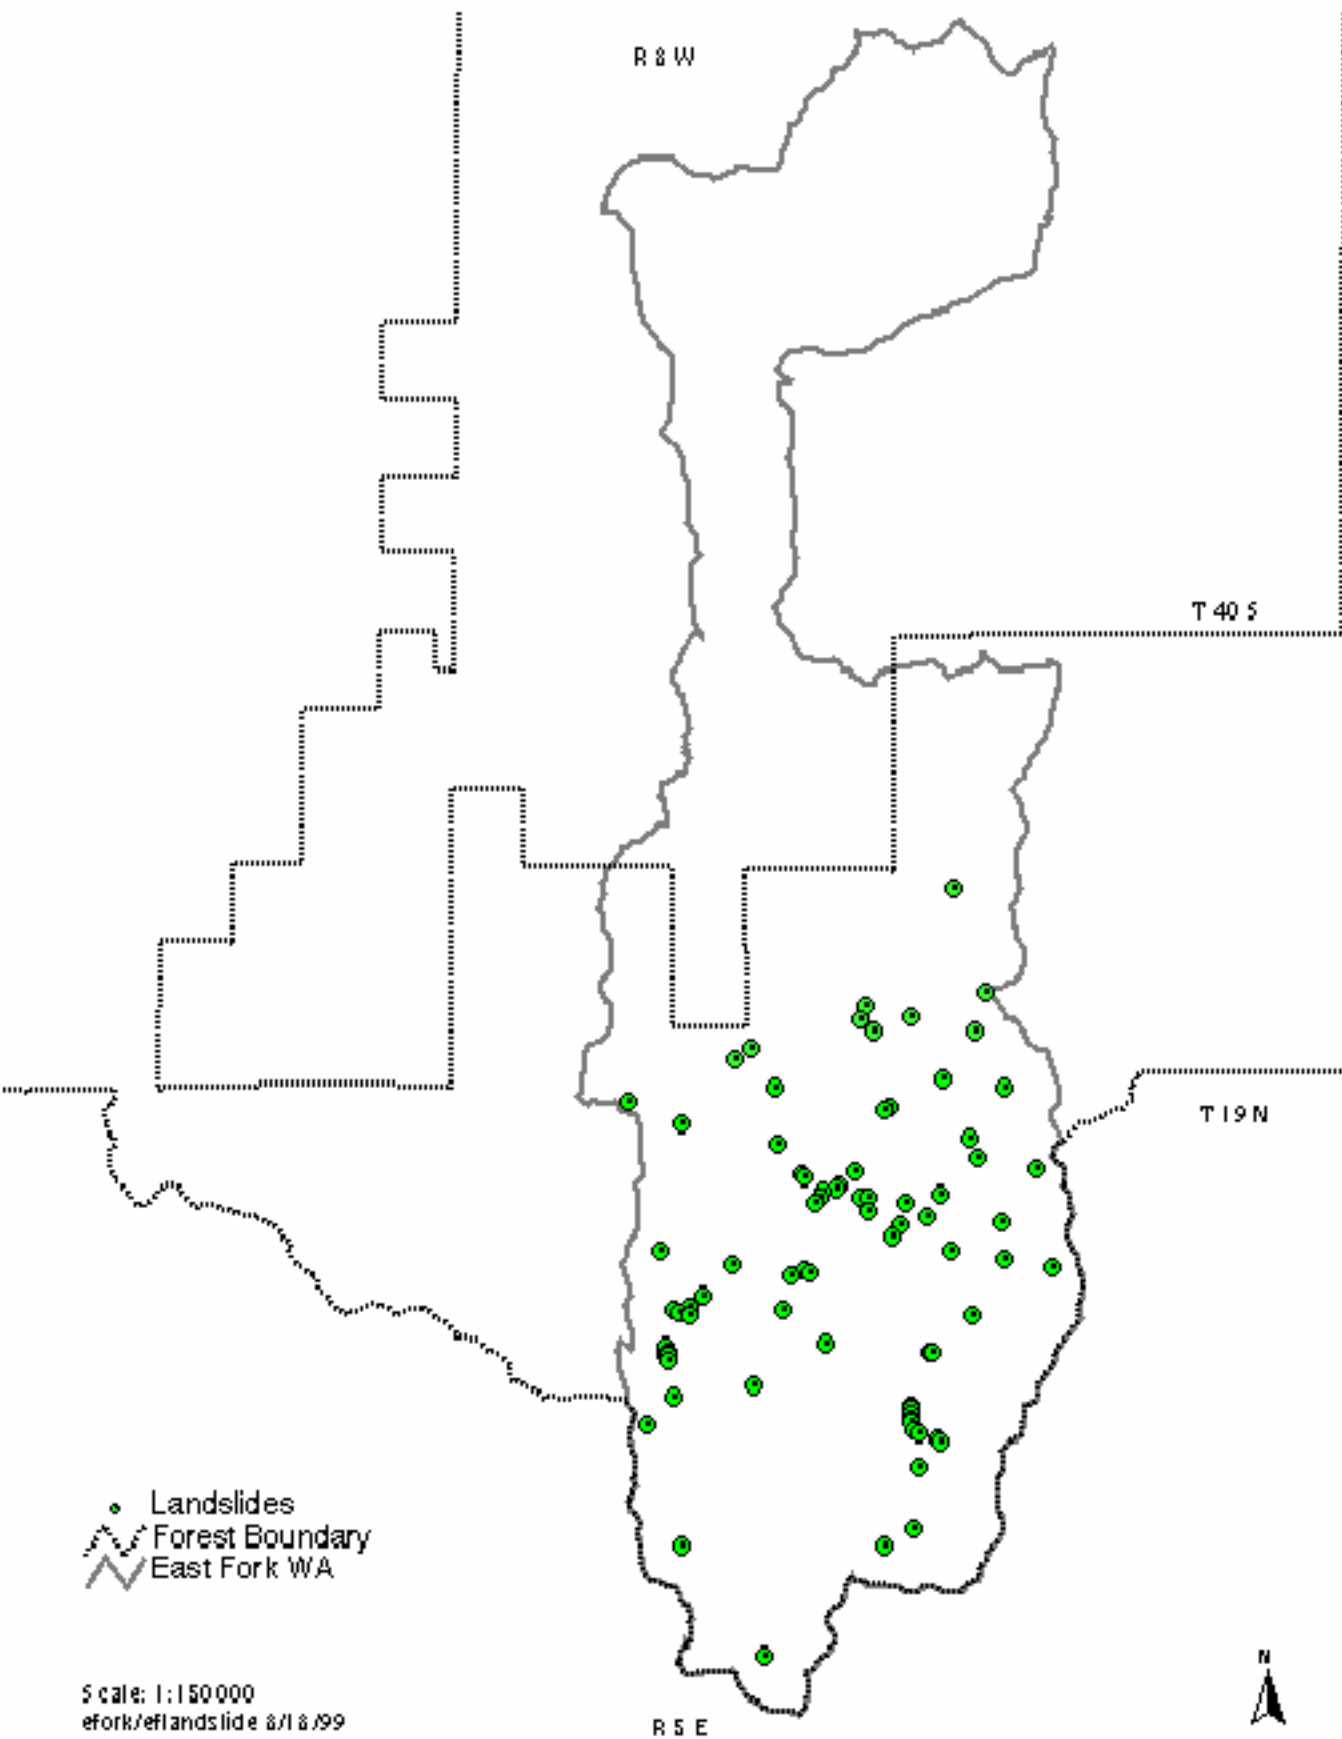 R 8 W
T 40 S
T 19 N
Landslides
Forest Boundary
East Fork WA
Scale: 1:150000
efork/eflandslide 8/18/99
R 5 E
N